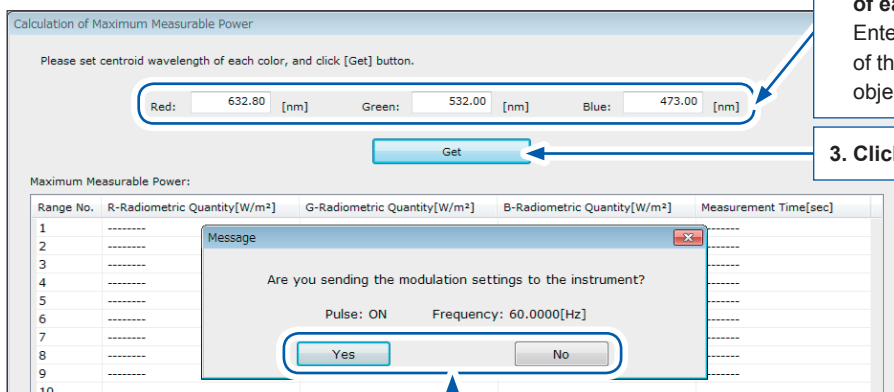 of ea
Calculation of Maximum Measurable Power
Ente
Please set centroid wavelength of each color, and click [Get] button.
of th
obje
Red: 632.80 [nm] Green: 532.00 [nm] Blue: 473.00 [nm]
Get
3. Clic
Maximum Measurable Power:
Range No. R-Radiometric Quantity[W/m²] G-Radiometric Quantity[W/m²] B-Radiometric Quantity[W/m²] Measurement Time[sec]
1 -------- -------
2 -------- -------
3 -------- -------
4 -------- -------
5 -------- -------
6 -------- -------
7 -------- -------
8 -------- -------
9 -------- -------
10
Message
Are you sending the modulation settings to the instrument?
Pulse: ON Frequency: 60.0000[Hz]
Yes No